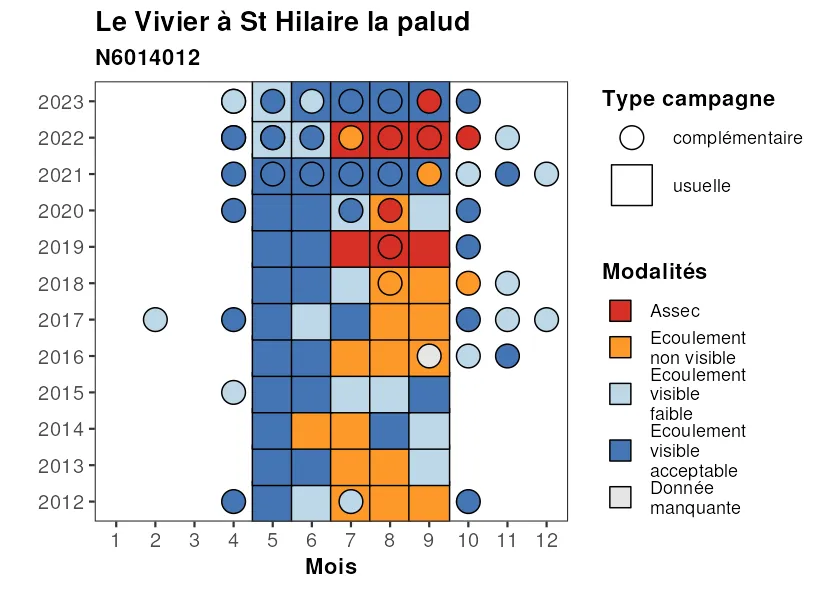 Le Vivier à St Hilaire la palud
N6014012
2023
2022
2021
2020
2019
2018
2017
2016
2015
2014
2013
2012
1 2 3 4 5 6 7 8 9 10 11 12
Mois
Type campagne
complémentaire
usuelle
Modalités
Assec
Ecoulement
non visible
Ecoulement
visible
faible
Ecoulement
visible
acceptable
Donnée
manquante